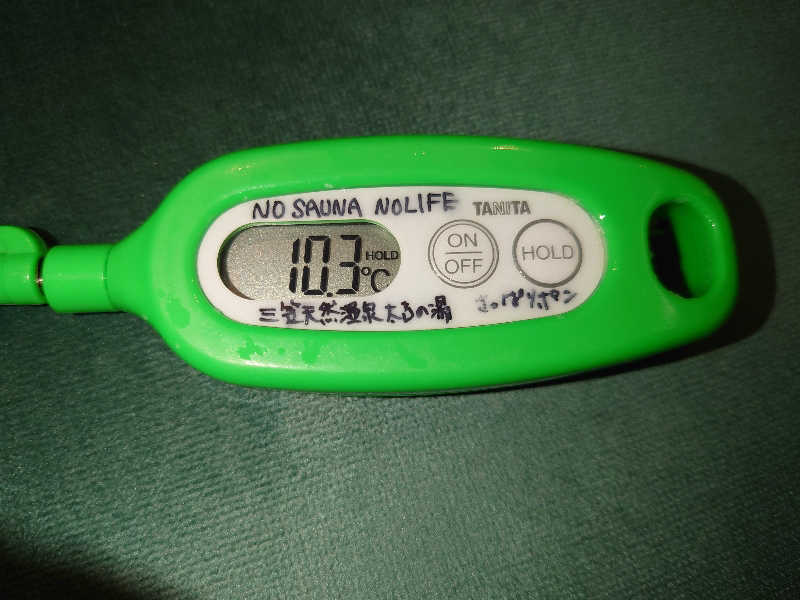 NO SAUNA NOLIFE TANITA
10.3 HOLD °C
ON
OFF
HOLD
三笠天然温泉太古の湯
さっぱりポン